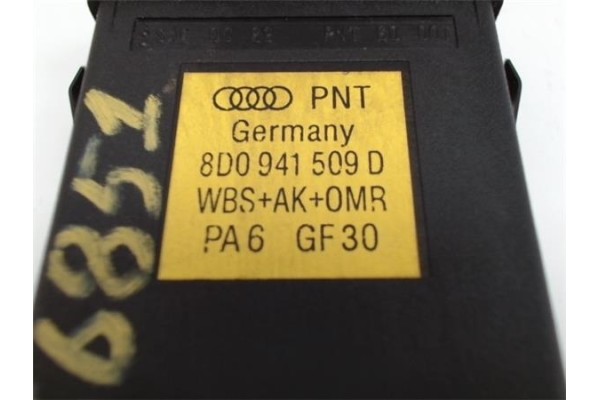 PNT
Germany
8D0 941 509 D
WBS+AK+OMR
PA6 GF30
6851